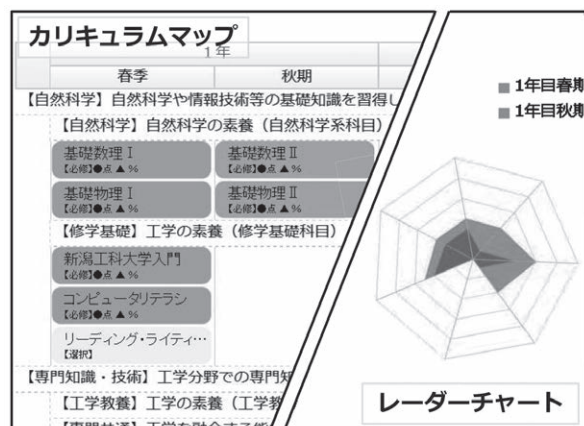 カリキュラムマップ
1年
春季
秋期
【自然科学】自然科学や情報技術等の基礎知識を習得し
【自然科学】自然科学の素養（自然科学系科目）
基礎数理Ⅰ
【必修】●点 ▲ %
基礎数理Ⅱ
【必修】●点 ▲ %
基礎物理Ⅰ
【必修】●点 ▲ %
基礎物理Ⅱ
【必修】●点 ▲ %
【修学基礎】工学の素養（修学基礎科目）
新潟工科大学入門
【必修】●点 ▲ %
コンピュータリテラシ
【必修】●点 ▲ %
リーディング・ライティ…
【選択】
【専門知識・技術】工学分野での専門知
【工学教養】工学の素養（工学教
1年目春期
1年目秋期
レーダーチャート